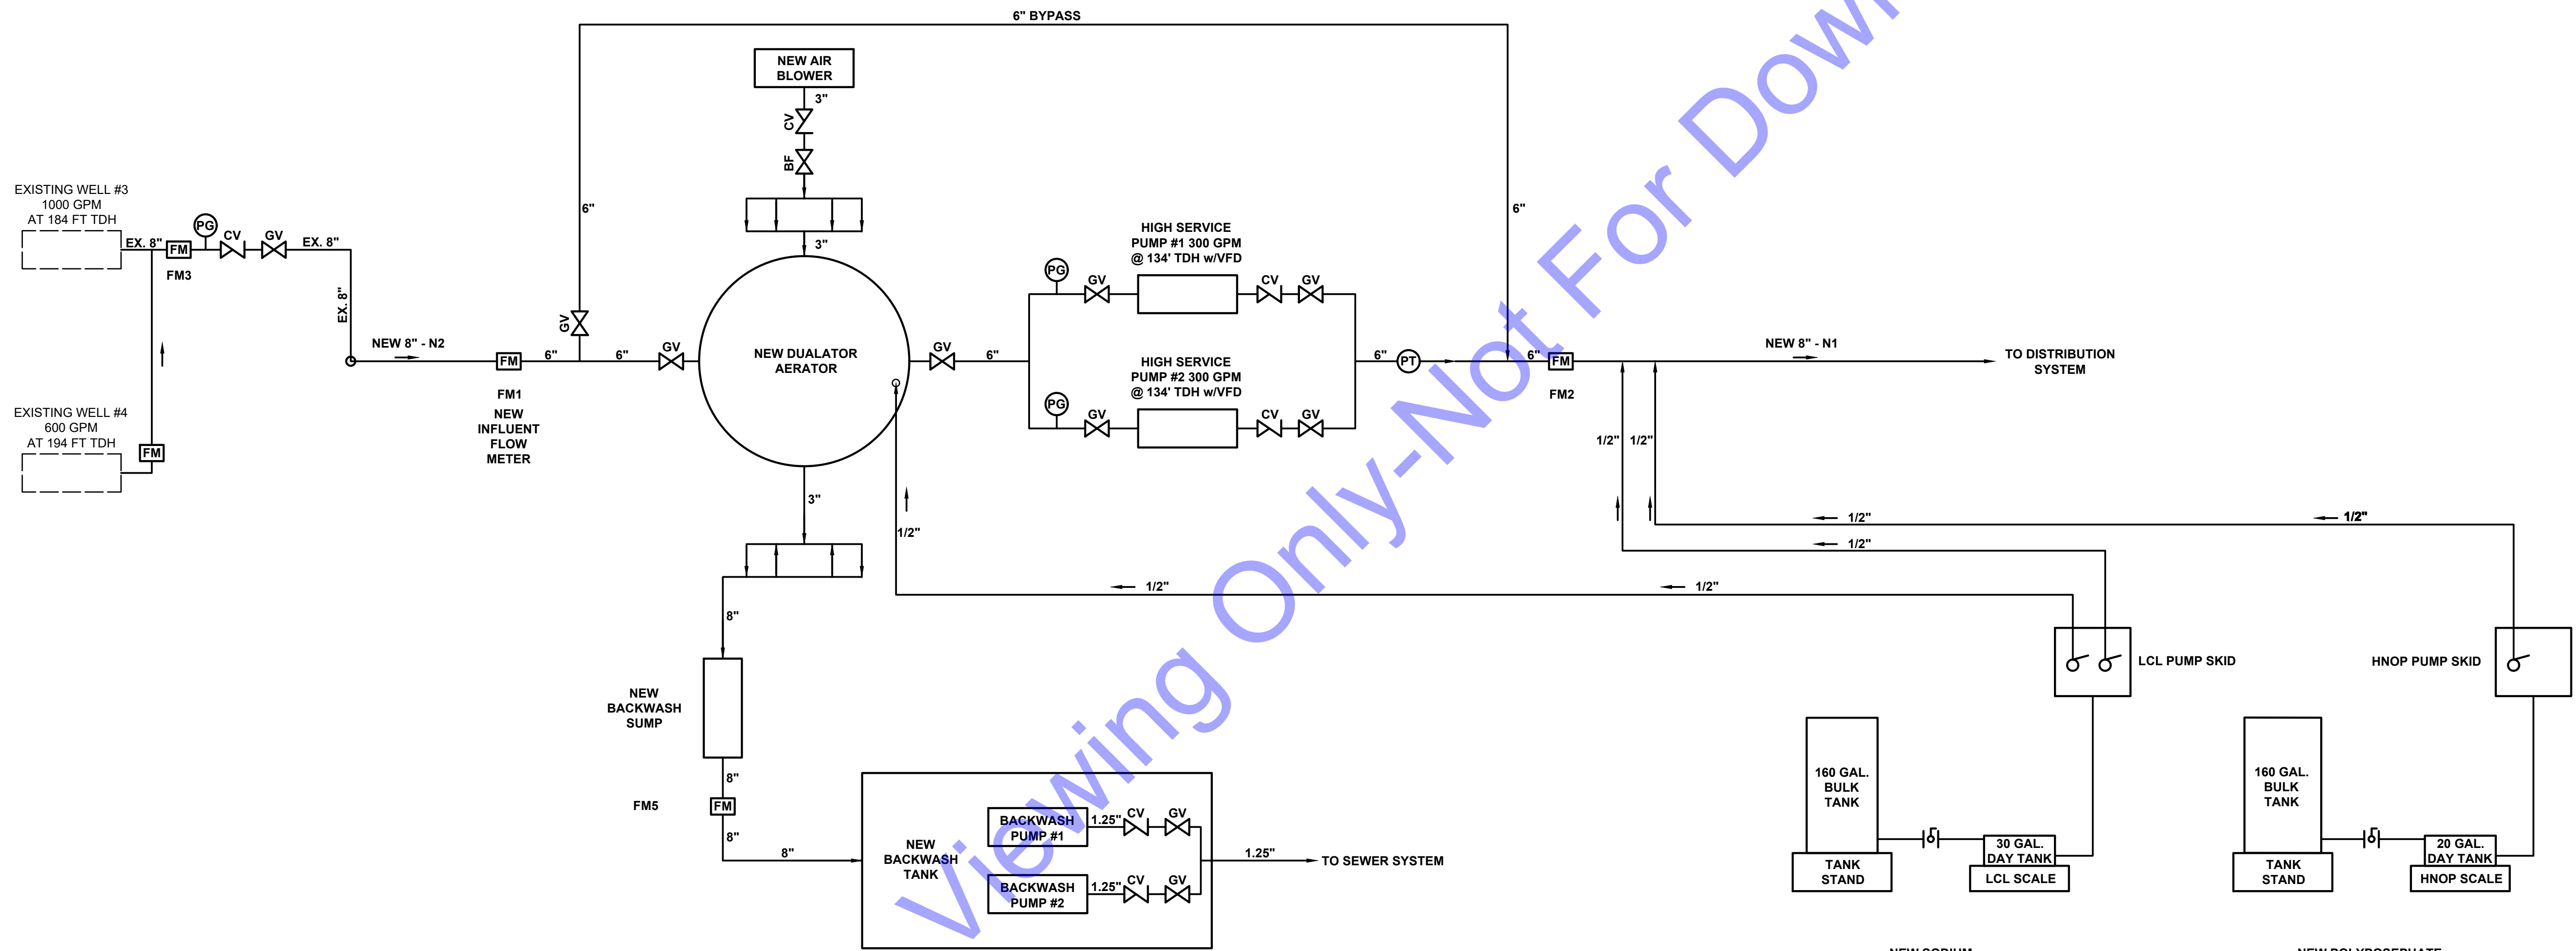 6" BYPASS
NEW AIR
BLOWER
3"
CV
BF
3"
6"
6"
EXISTING WELL #3
1000 GPM
AT 184 FT TDH
EX. 8"
FM
FM3
PG
CV
GV
EX. 8"
EX. 8"
NEW 8" - N2
FM
FM1
NEW
INFLUENT
FLOW
METER
6"
GV
6"
GV
EXISTING WELL #4
600 GPM
AT 194 FT TDH
FM
NEW DUALATOR
AERATOR
GV
6"
HIGH SERVICE
PUMP #1 300 GPM
@ 134' TDH w/VFD
PG
GV
CV
GV
HIGH SERVICE
PUMP #2 300 GPM
@ 134' TDH w/VFD
PG
GV
CV
GV
6"
PT
6"
FM
FM2
NEW 8" - N1
TO DISTRIBUTION
SYSTEM
1/2"
1/2"
1/2"
1/2"
1/2"
1/2"
1/2"
1/2"
3"
8"
NEW
BACKWASH
SUMP
8"
FM5
FM
8"
8"
NEW
BACKWASH
TANK
BACKWASH
PUMP #1
1.25"
CV
GV
BACKWASH
PUMP #2
1.25"
CV
GV
1.25"
TO SEWER SYSTEM
LCL PUMP SKID
HNOP PUMP SKID
160 GAL.
BULK
TANK
TANK
STAND
30 GAL.
DAY TANK
LCL SCALE
160 GAL.
BULK
TANK
TANK
STAND
20 GAL.
DAY TANK
HNOP SCALE
NEW SODIUM
NEW POLYPOSEPHATE
Viewing Only-Not For Dow